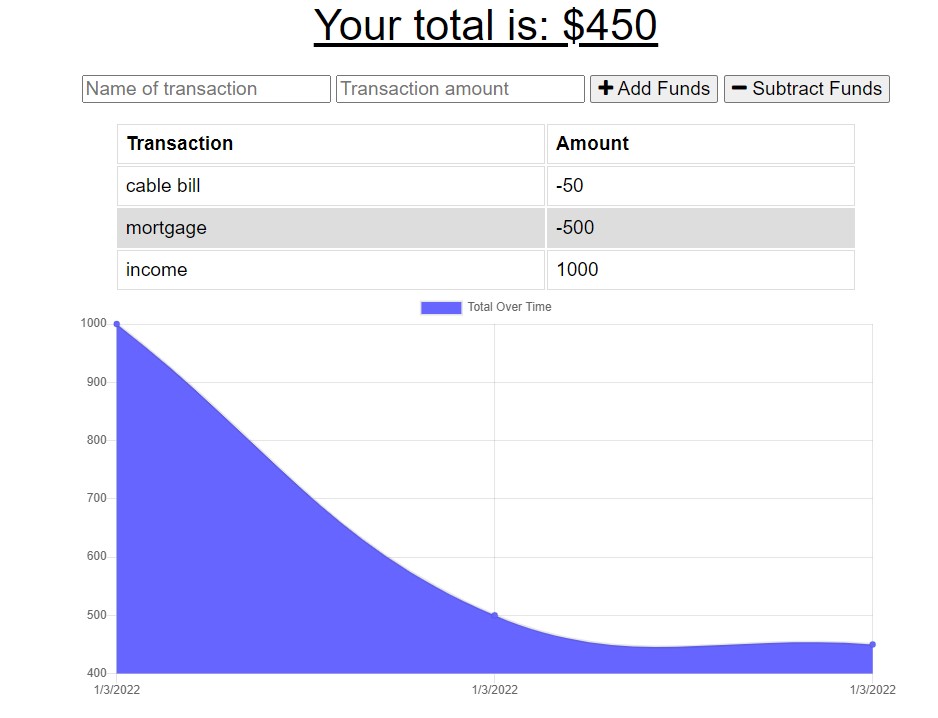 Your total is: $450
Name of transaction Transaction amount Add Funds Subtract Funds
Transaction Amount
cable bill -50
mortgage -500
income 1000
Total Over Time
1000
900
800
700
600
500
400
1/3/2022 1/3/2022 1/3/2022